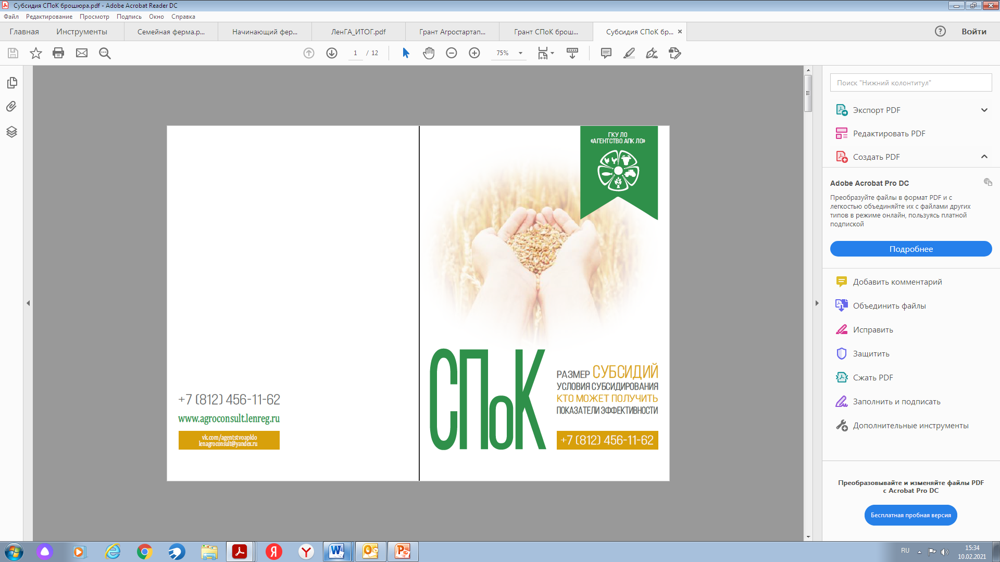 Субсидия СПоК брошюра.pdf - Adobe Acrobat Reader DC
Файл Редактирование Просмотр Подпись Окно Справка
Главная Инструменты Семейная ферма.p... Начинающий фер... ЛенГА_ИТОГ.pdf Грант Агростартап... Грант СПоК брош... Субсидия СПоК бр... × ? Войти
1 / 12 75%
Поиск "Нижний колонтитул"
Экспорт PDF
Редактировать PDF
Создать PDF
Adobe Acrobat Pro DC
Преобразуйте файлы в формат PDF и с
легкостью объединяйте их с файлами других
типов в режиме онлайн, пользуясь платной
подпиской
Подробнее
Добавить комментарий
Объединить файлы
Исправить
Защитить
Сжать PDF
Заполнить и подписать
Дополнительные инструменты
Преобразовывайте и изменяйте файлы PDF
с Acrobat Pro DC
Бесплатная пробная версия
+7 (812) 456-11-62
www.agroconsult.lenreg.ru
vk.com/agentstvoapklo
lenagroconsult@yandex.ru
ГКУ ЛО
«АГЕНТСТВО АПК ЛО»
СПоК
РАЗМЕР СУБСИДИЙ
УСЛОВИЯ СУБСИДИРОВАНИЯ
КТО МОЖЕТ ПОЛУЧИТЬ
ПОКАЗАТЕЛИ ЭФФЕКТИВНОСТИ
+7 (812) 456-11-62
RU
15:34
10.02.2021